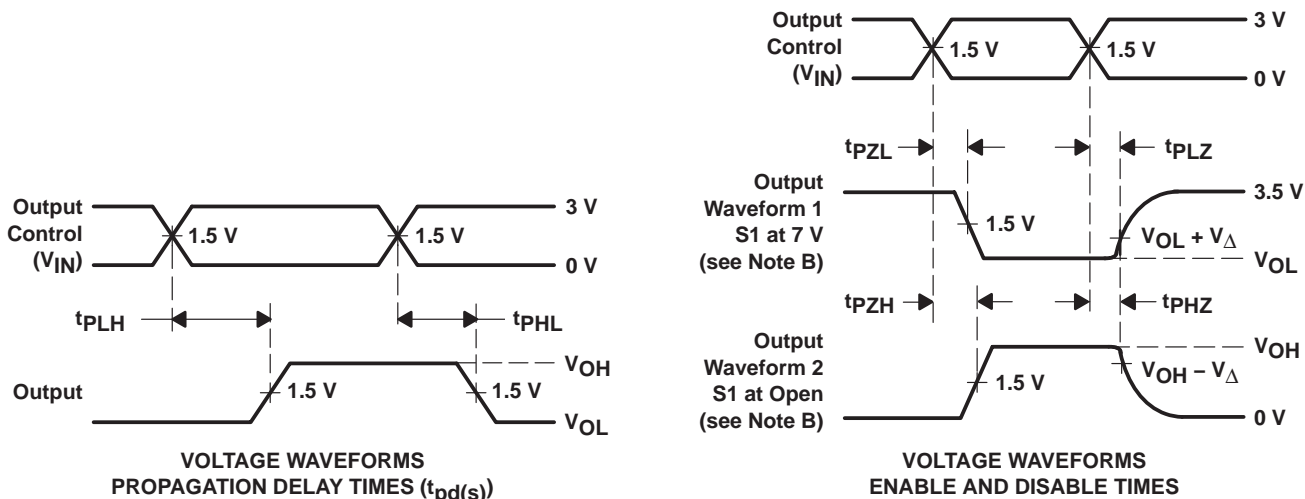 Output
Control
(VIN)
3 V
1.5 V
1.5 V
0 V
tPLH
tPHL
Output
VOH
1.5 V
1.5 V
VOL
VOLTAGE WAVEFORMS
PROPAGATION DELAY TIMES (tpd(s))
Output
Control
(VIN)
3 V
1.5 V
1.5 V
0 V
tPZL
tPLZ
Output
Waveform 1
S1 at 7 V
(see Note B)
3.5 V
1.5 V
VOL + VΔ
VOL
tPZH
tPHZ
Output
Waveform 2
S1 at Open
(see Note B)
VOH
1.5 V
VOH − VΔ
0 V
VOLTAGE WAVEFORMS
ENABLE AND DISABLE TIMES